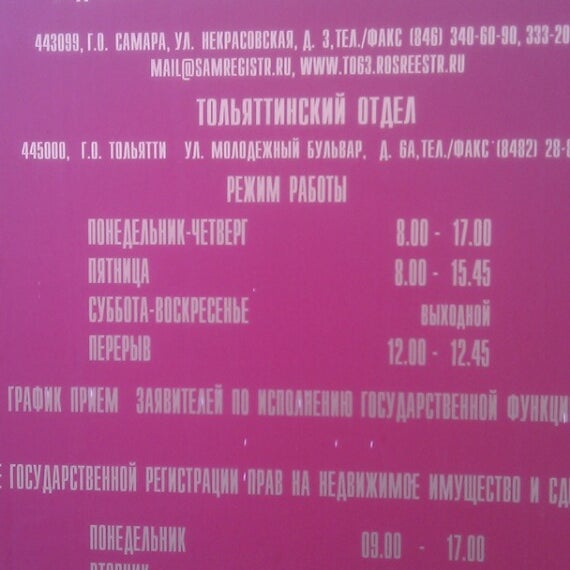 443099, Г.О. САМАРА, УЛ. НЕКРАСОВСКАЯ, Д. 3,ТЕЛ./ФАКС (846) 340-60-90, 333-20
MAIL@SAMREGISTR.RU, WWW.TO63.ROSREESTR.RU
ТОЛЬЯТТИНСКИЙ ОТДЕЛ
445000, Г.О. ТОЛЬЯТТИ УЛ. МОЛОДЕЖНЫЙ БУЛЬВАР, Д. 6А,ТЕЛ./ФАКС (8482) 28-
РЕЖИМ РАБОТЫ
ПОНЕДЕЛЬНИК-ЧЕТВЕРГ 8.00 - 17.00
ПЯТНИЦА 8.00 - 15.45
СУББОТА-ВОСКРЕСЕНЬЕ ВЫХОДНОЙ
ПЕРЕРЫВ 12.00 - 12.45
ГРАФИК ПРИЕМ ЗАЯВИТЕЛЕЙ ПО ИСПОЛНЕНИЮ ГОСУДАРСТВЕННОЙ ФУНКЦИ
Е ГОСУДАРСТВЕННОЙ РЕГИСТРАЦИИ ПРАВ НА НЕДВИЖИМОЕ ИМУЩЕСТВО И СД
ПОНЕДЕЛЬНИК 09.00 - 17.00
ВТОРНИК